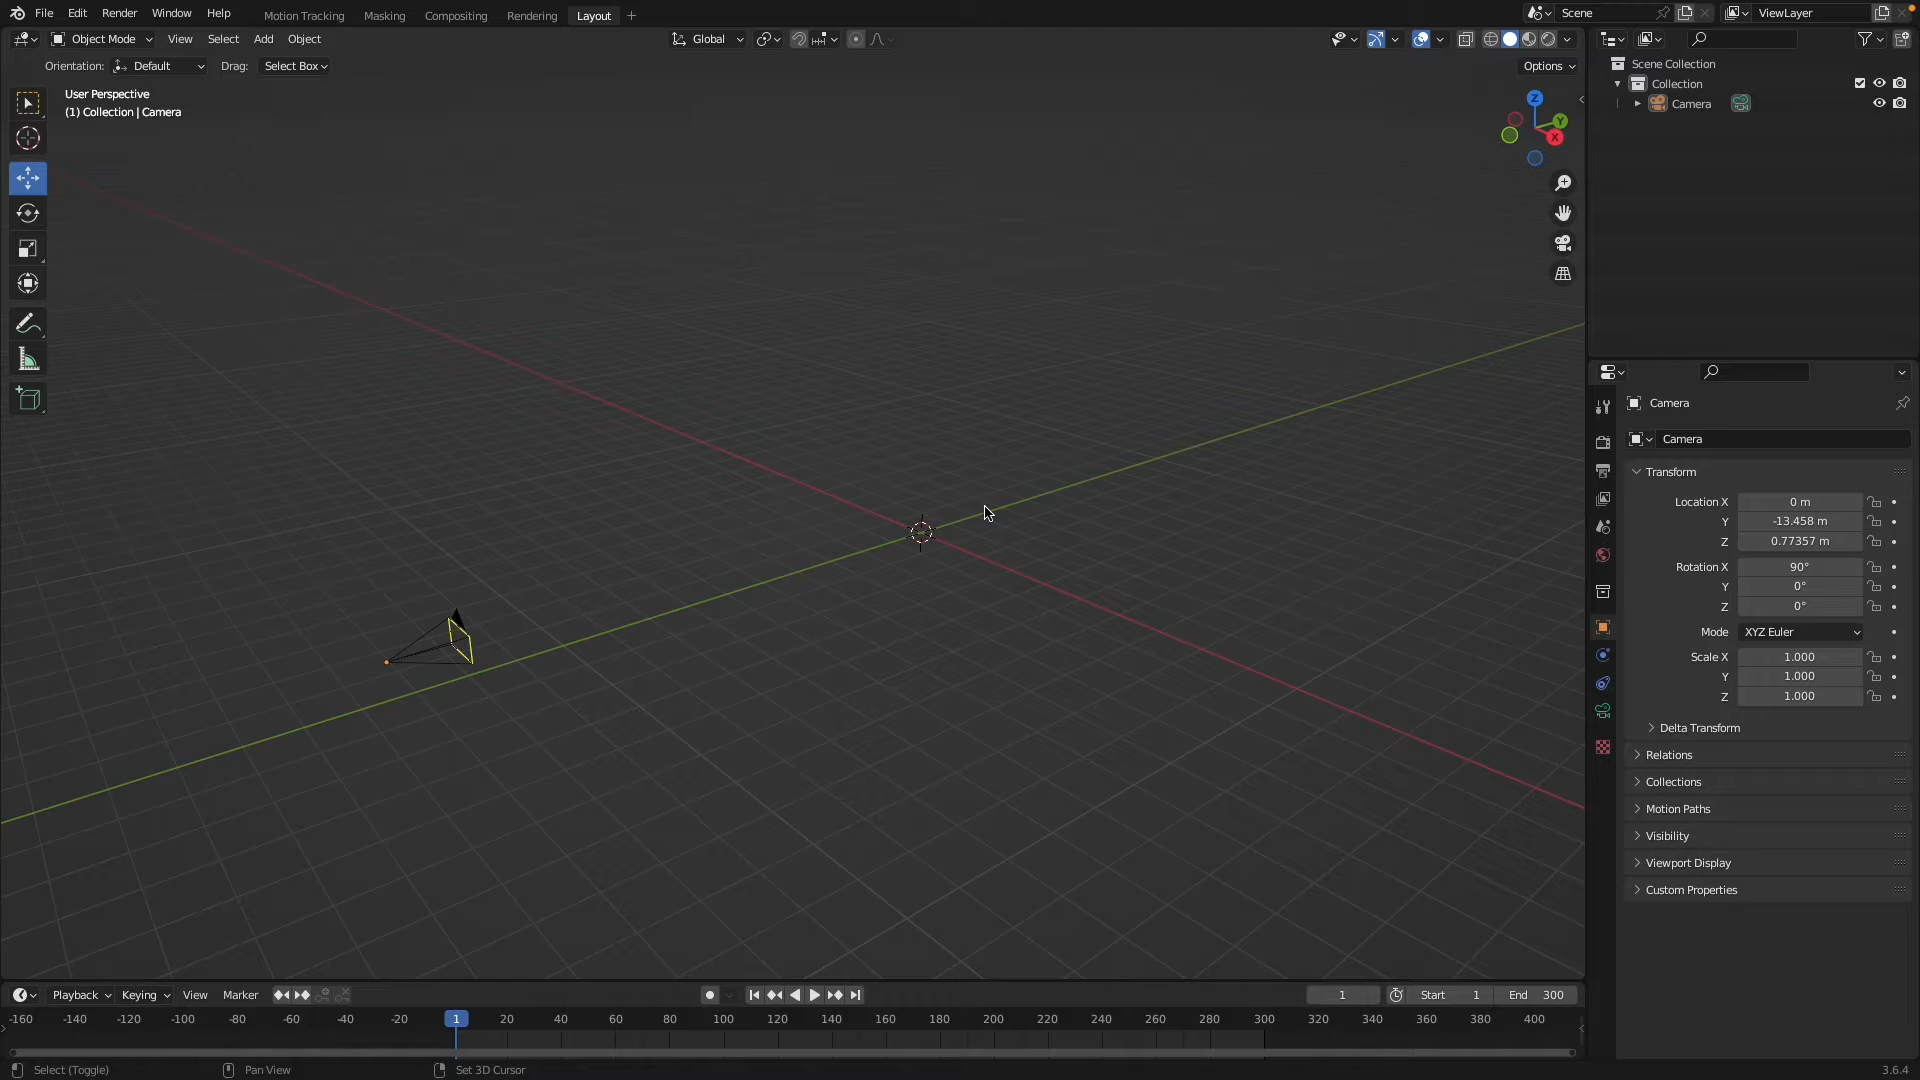 File Edit Render Window Help Motion Tracking Masking Compositing Rendering Layout + Scene ViewLayer
Object Mode View Select Add Object Global
Orientation: Default Drag: Select Box Options
User Perspective
(1) Collection | Camera
Z
Y
X
Scene Collection
Collection
Camera
Camera
Camera
Transform
Location X 0 m
Y -13.458 m
Z 0.77357 m
Rotation X 90°
Y 0°
Z 0°
Mode XYZ Euler
Scale X 1.000
Y 1.000
Z 1.000
Delta Transform
Relations
Collections
Motion Paths
Visibility
Viewport Display
Custom Properties
Playback Keying View Marker 1 Start 1 End 300
-160 -140 -120 -100 -80 -60 -40 -20 1 20 40 60 80 100 120 140 160 180 200 220 240 260 280 300 320 340 360 380 400
Select (Toggle) Pan View Set 3D Cursor 3.6.4